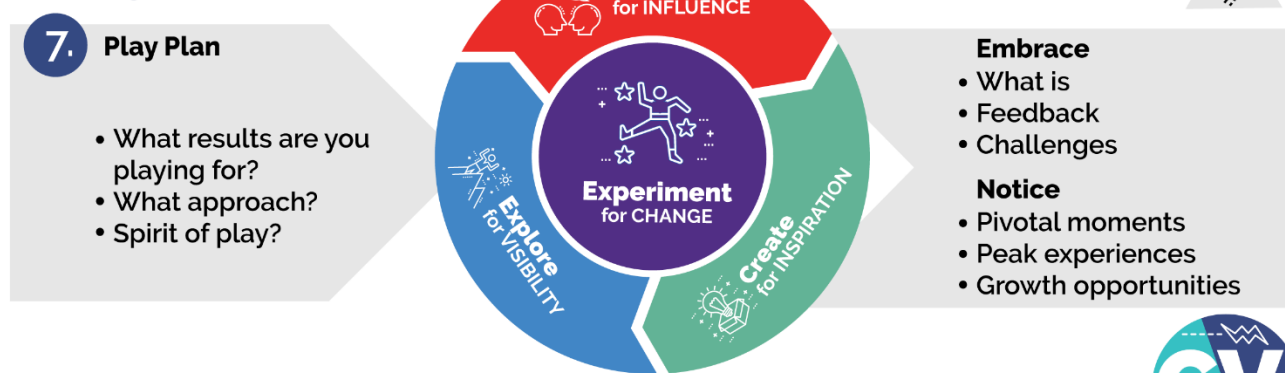 for INFLUENCE
7.
Play Plan
• What results are you
playing for?
• What approach?
• Spirit of play?
Experiment
for CHANGE
Explore
for VISIBILITY
Create
for INSPIRATION
Embrace
• What is
• Feedback
• Challenges
Notice
• Pivotal moments
• Peak experiences
• Growth opportunities